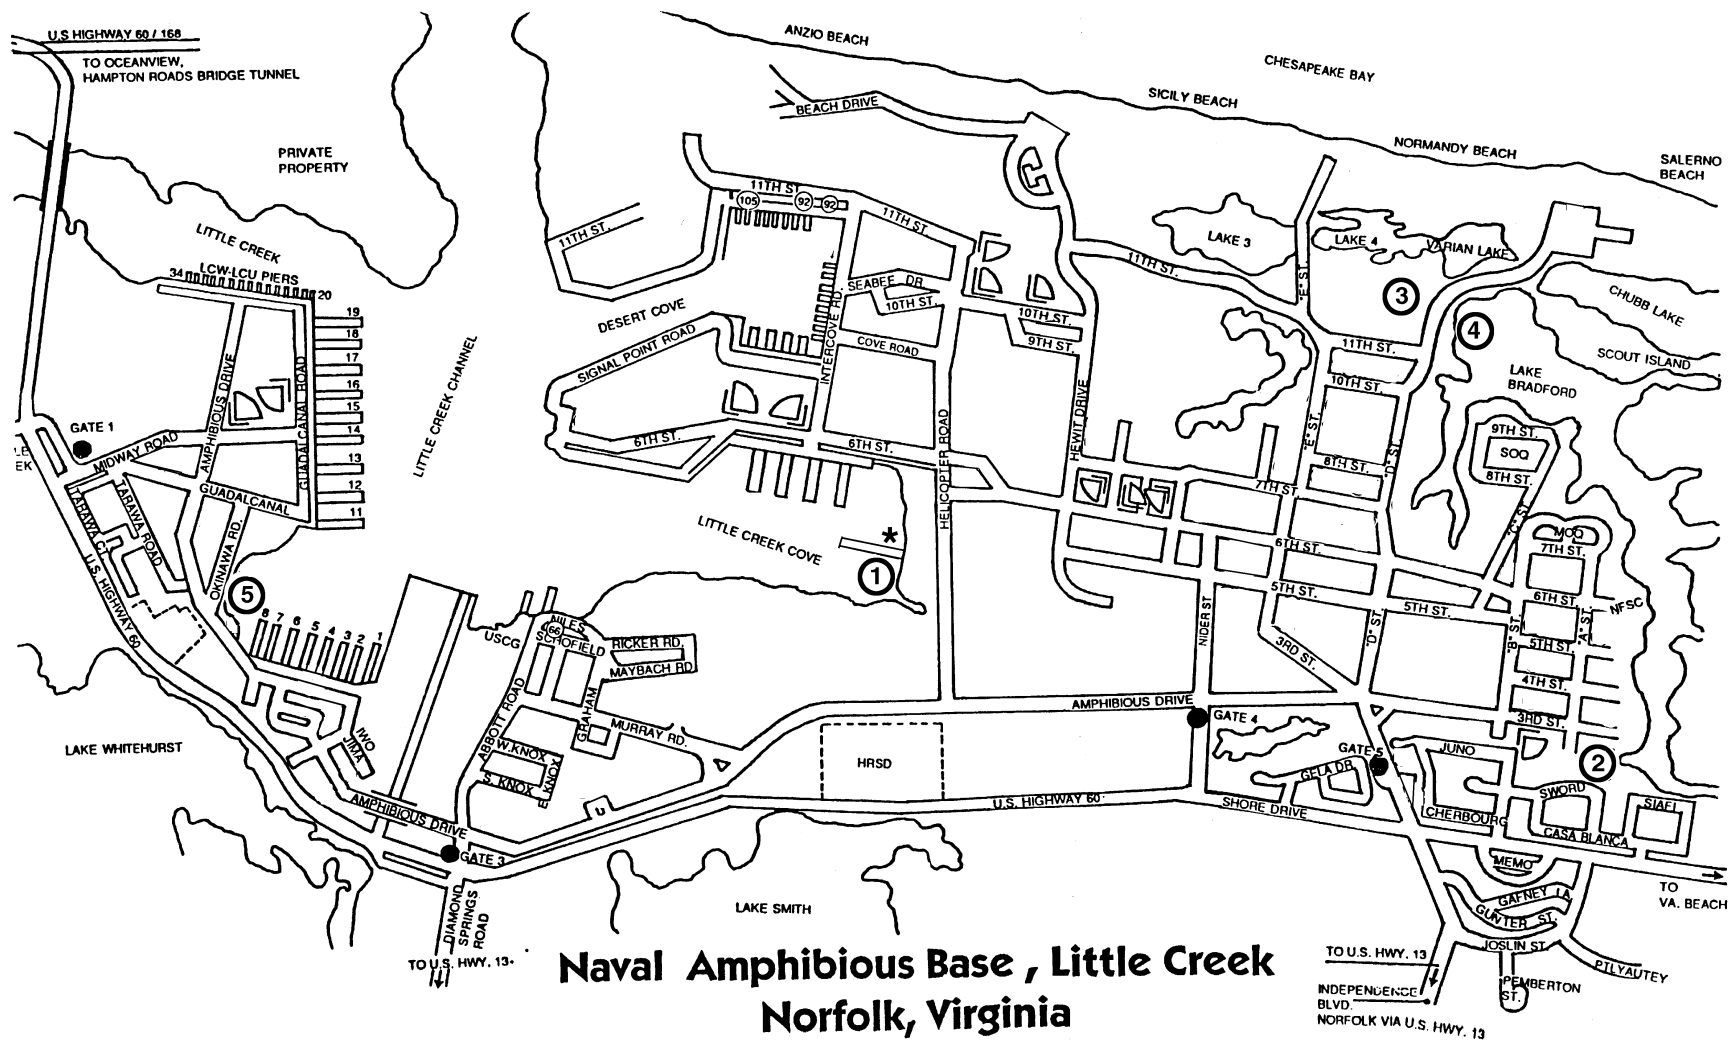 U.S HIGHWAY 60 / 168
TO OCEANVIEW,
HAMPTON ROADS BRIDGE TUNNEL
ANZIO BEACH
CHESAPEAKE BAY
SICILY BEACH
BEACH DRIVE
NORMANDY BEACH
SALERNO
BEACH
PRIVATE
PROPERTY
11TH ST
105
92
92
11TH ST.
11TH ST.
LITTLE CREEK
LAKE 3
LAKE 4
VARIAN LAKE
11TH ST.
LCW-LCU PIERS
34
20
19
18
17
16
15
14
13
12
11
SEABEE DR.
10TH ST.
10TH ST.
9TH ST.
"E" ST.
3
4
CHUBB LAKE
DESERT COVE
SIGNAL POINT ROAD
INTERCOVE RD.
COVE ROAD
11TH ST.
10TH ST.
SCOUT ISLAND
LAKE
BRADFORD
LITTLE CREEK CHANNEL
AMPHIBIOUS DRIVE
GUADALCANAL ROAD
HEWIT DRIVE
HELICOPTER ROAD
"E" ST.
"D" ST.
GATE 1
MIDWAY ROAD
6TH ST.
6TH ST.
9TH ST.
SOQ
8TH ST.
8TH ST.
7TH ST.
EK
TARAWA CT.
TARAWA ROAD
GUADALCANAL
OKINAWA RD.
LITTLE CREEK COVE
*
1
"C" ST.
MOQ
7TH ST.
6TH ST.
U.S. HIGHWAY 60
5TH ST.
5TH ST.
6TH ST.
NFSC
5
8 7 6 5 4 3 2 1
NILES
66
USCG
SCHOFIELD
RICKER RD.
MAYBACH RD
NIDER ST
3RD ST.
"D" ST.
"B" ST.
"A" ST.
5TH ST.
4TH ST.
3RD ST.
ABBOTT ROAD
GRAHAM
MURRAY RD.
AMPHIBIOUS DRIVE
GATE 4
LAKE WHITEHURST
IWO
JIMA
W. KNOX
S. KNOX
E. KNOX
HRSD
GATE 5
GELA DR.
JUNO
2
SWORD
SIAEI
AMPHIBIOUS DRIVE
U.S. HIGHWAY 60
SHORE DRIVE
CHERBOURG
CASA BLANCA
GATE 3
MEMO
TO
VA. BEACH
DIAMOND
SPRINGS
ROAD
LAKE SMITH
GAFNEY LA.
GUNTER ST.
JOSLIN ST.
PTLYAUTEY
PEMBERTON
ST.
TO U.S. HWY. 13
TO U.S. HWY. 13
INDEPENDENCE
BLVD.
NORFOLK VIA U.S. HWY. 13
Naval Amphibious Base, Little Creek
Norfolk, Virginia